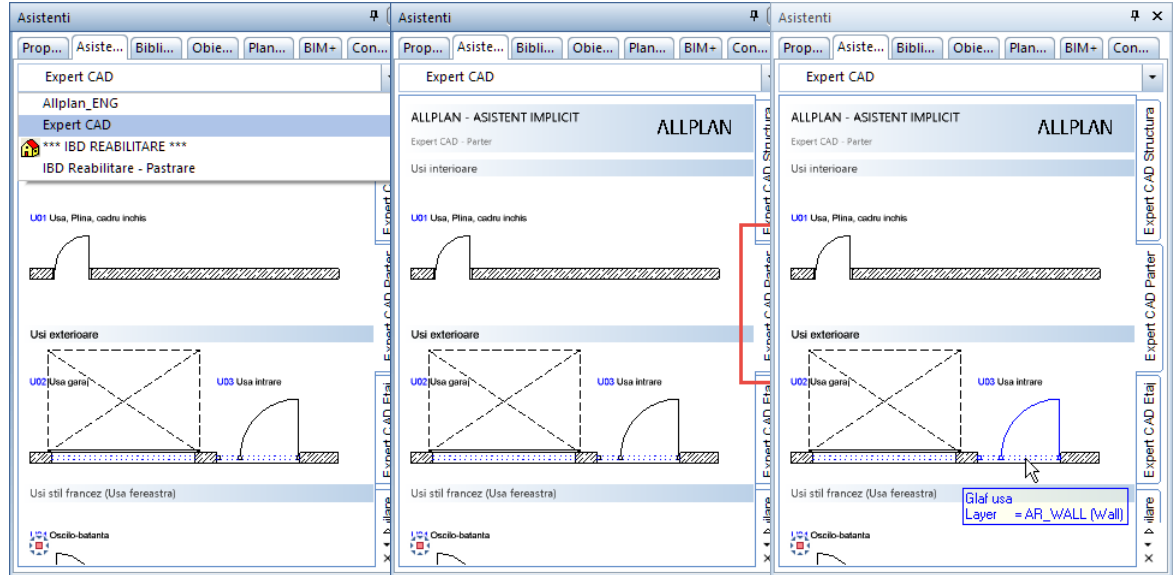 Asistenti
Prop... Asiste... Bibli... Obie... Plan... BIM+ Con...
Expert CAD
Allplan_ENG
Expert CAD
*** IBD REABILITARE ***
IBD Reabilitare - Pastrare
U01 Usa, Plina, cadru inchis
Usi exterioare
U02 Usa garaj
U03 Usa intrare
Usi stil francez (Usa fereastra)
Oscilo-batanta
Expert CAD Parter
Expert CAD Etaj
Asistenti
Prop... Asiste... Bibli... Obie... Plan... BIM+ Con...
Expert CAD
ALLPLAN - ASISTENT IMPLICIT
ALLPLAN
Expert CAD - Parter
Usi interioare
U01 Usa, Plina, cadru inchis
Usi exterioare
U02 Usa garaj
U03 Usa intrare
Usi stil francez (Usa fereastra)
Oscilo-batanta
Expert CAD Structura
Expert CAD Parter
Expert CAD Etaj
Asistenti
Prop... Asiste... Bibli... Obie... Plan... BIM+ Con...
Expert CAD
ALLPLAN - ASISTENT IMPLICIT
ALLPLAN
Expert CAD - Parter
Usi interioare
U01 Usa, Plina, cadru inchis
Usi exterioare
U02 Usa garaj
U03 Usa intrare
Usi stil francez (Usa fereastra)
Glaf usa
Layer = AR_WALL (Wall)
Oscilo-batanta
Expert CAD Structura
Expert CAD Parter
Expert CAD Etaj